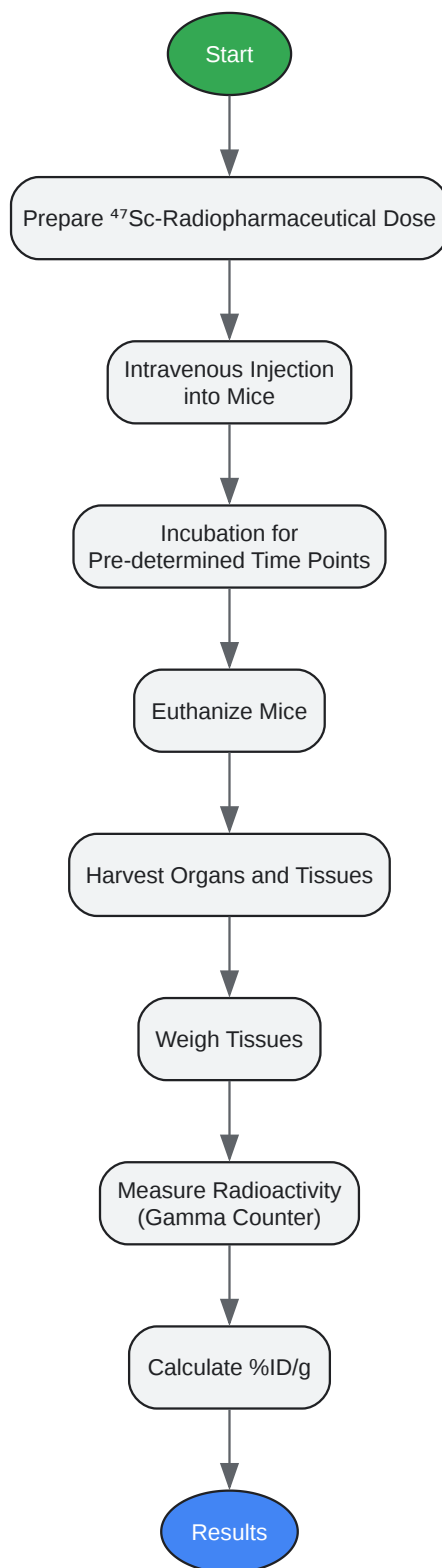 Start
Prepare ⁴⁷Sc-Radiopharmaceutical Dose
Intravenous Injection
into Mice
Incubation for
Pre-determined Time Points
Euthanize Mice
Harvest Organs and Tissues
Weigh Tissues
Measure Radioactivity
(Gamma Counter)
Calculate %ID/g
Results